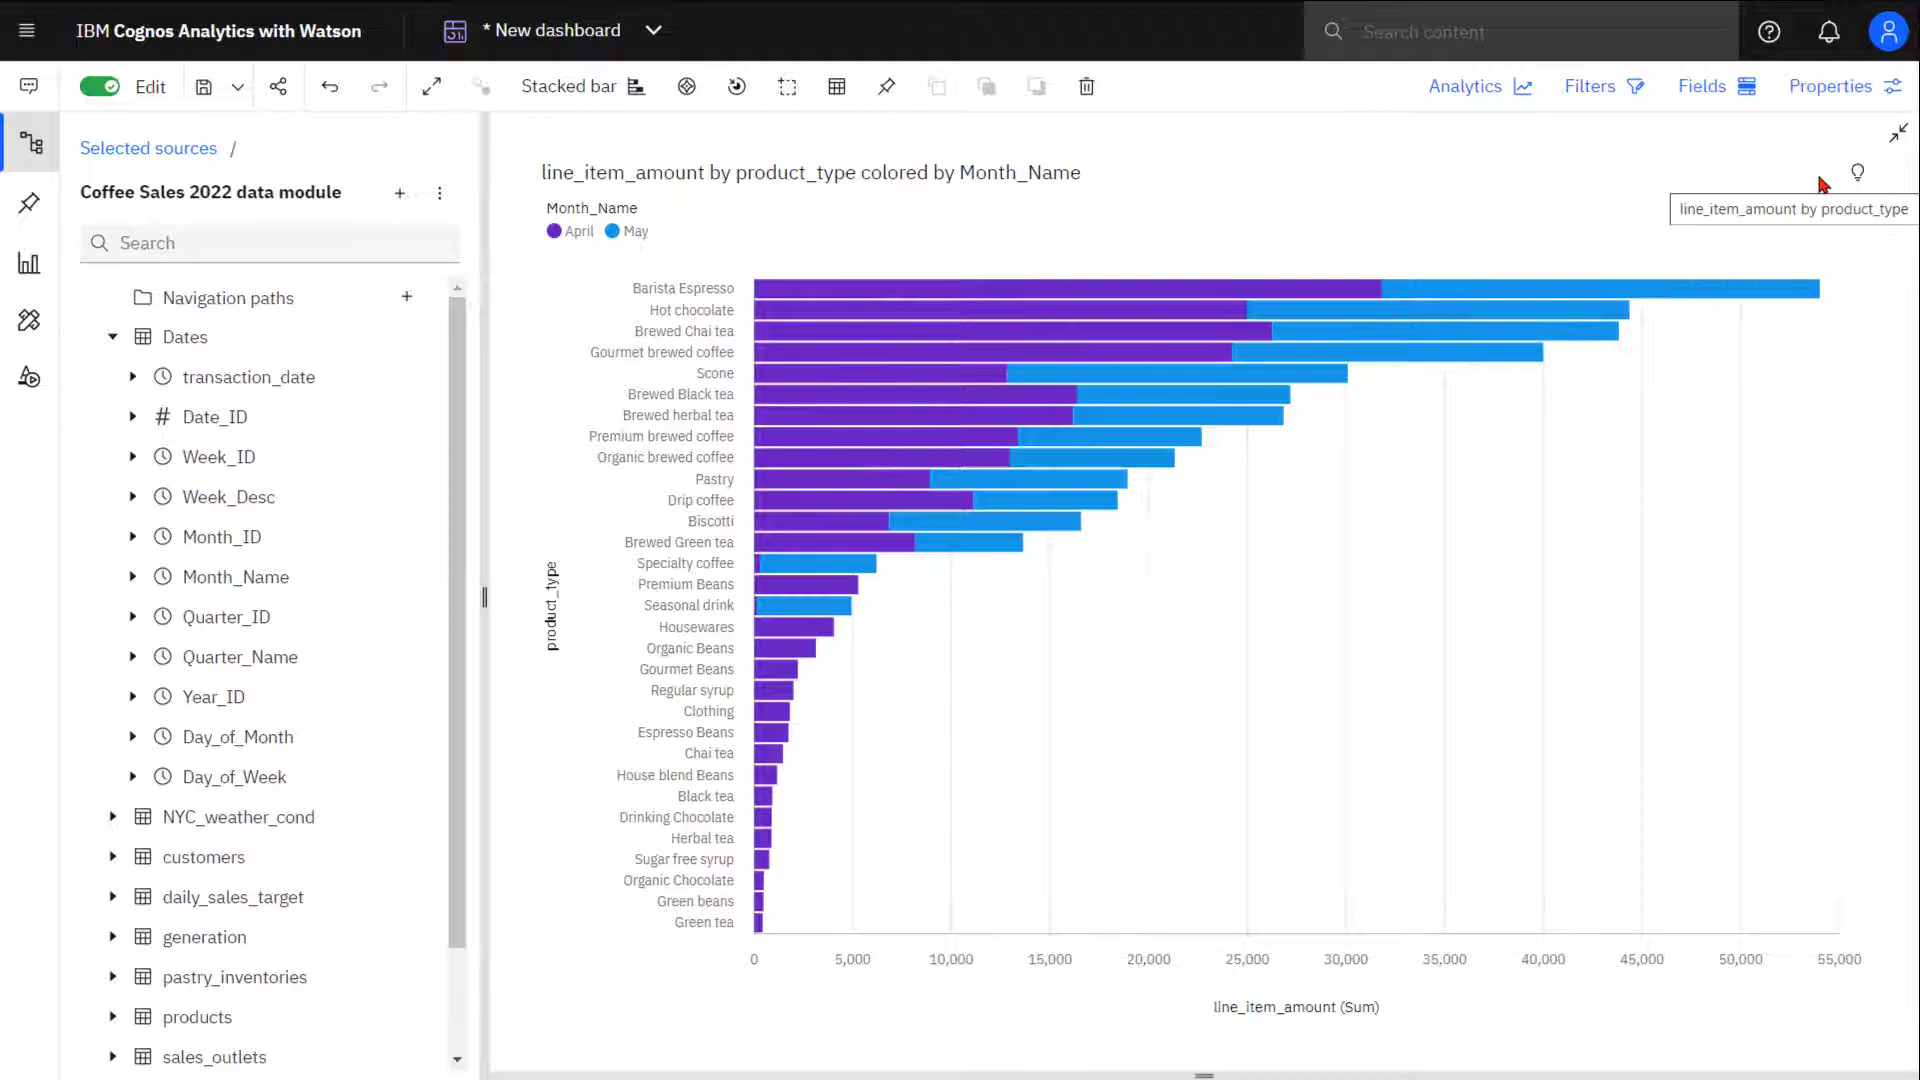 IBM Cognos Analytics with Watson
* New dashboard
Search content
Edit
Stacked bar
Analytics
Filters
Fields
Properties
Selected sources /
Coffee Sales 2022 data module
Search
Navigation paths
Dates
transaction_date
Date_ID
Week_ID
Week_Desc
Month_ID
Month_Name
Quarter_ID
Quarter_Name
Year_ID
Day_of_Month
Day_of_Week
NYC_weather_cond
customers
daily_sales_target
generation
pastry_inventories
products
sales_outlets
line_item_amount by product_type colored by Month_Name
line_item_amount by product_type
Month_Name
April May
product_type
Barista Espresso
Hot chocolate
Brewed Chai tea
Gourmet brewed coffee
Scone
Brewed Black tea
Brewed herbal tea
Premium brewed coffee
Organic brewed coffee
Pastry
Drip coffee
Biscotti
Brewed Green tea
Specialty coffee
Premium Beans
Seasonal drink
Housewares
Organic Beans
Gourmet Beans
Regular syrup
Clothing
Espresso Beans
Chai tea
House blend Beans
Black tea
Drinking Chocolate
Herbal tea
Sugar free syrup
Organic Chocolate
Green beans
Green tea
0 5,000 10,000 15,000 20,000 25,000 30,000 35,000 40,000 45,000 50,000 55,000
line_item_amount (Sum)